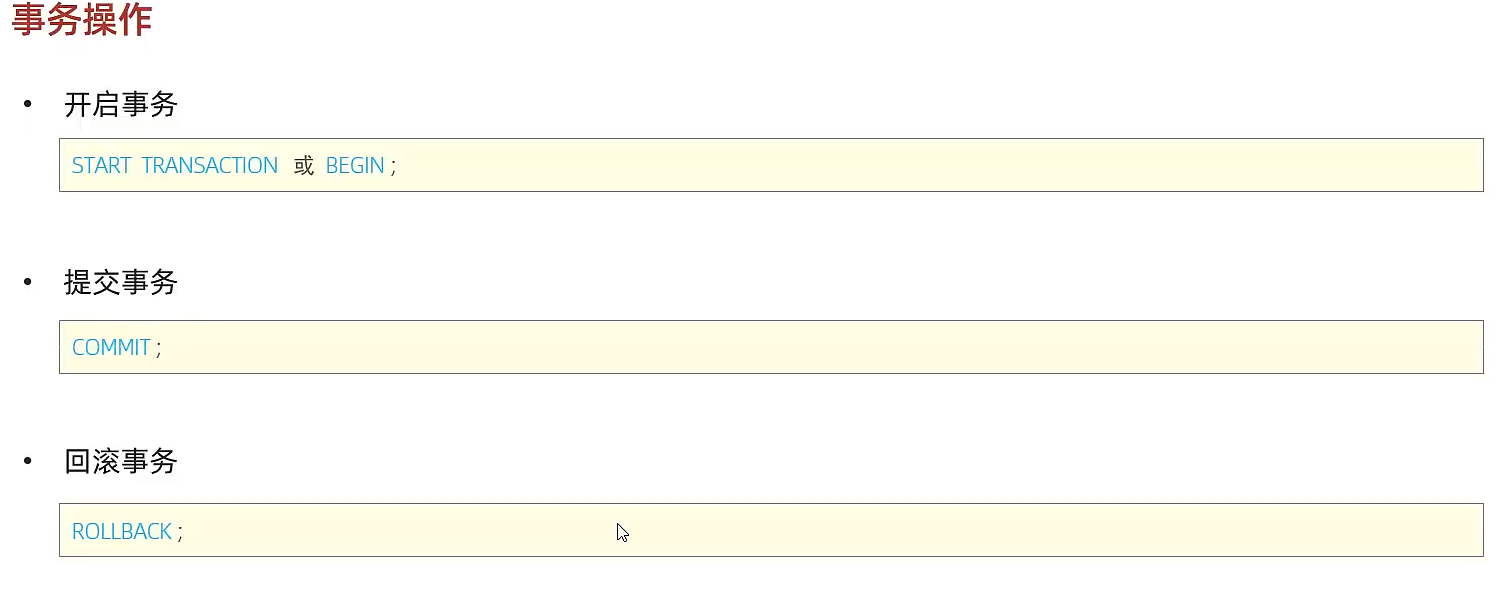 事务操作
• 开启事务
START TRANSACTION 或 BEGIN ;
• 提交事务
COMMIT ;
• 回滚事务
ROLLBACK ;